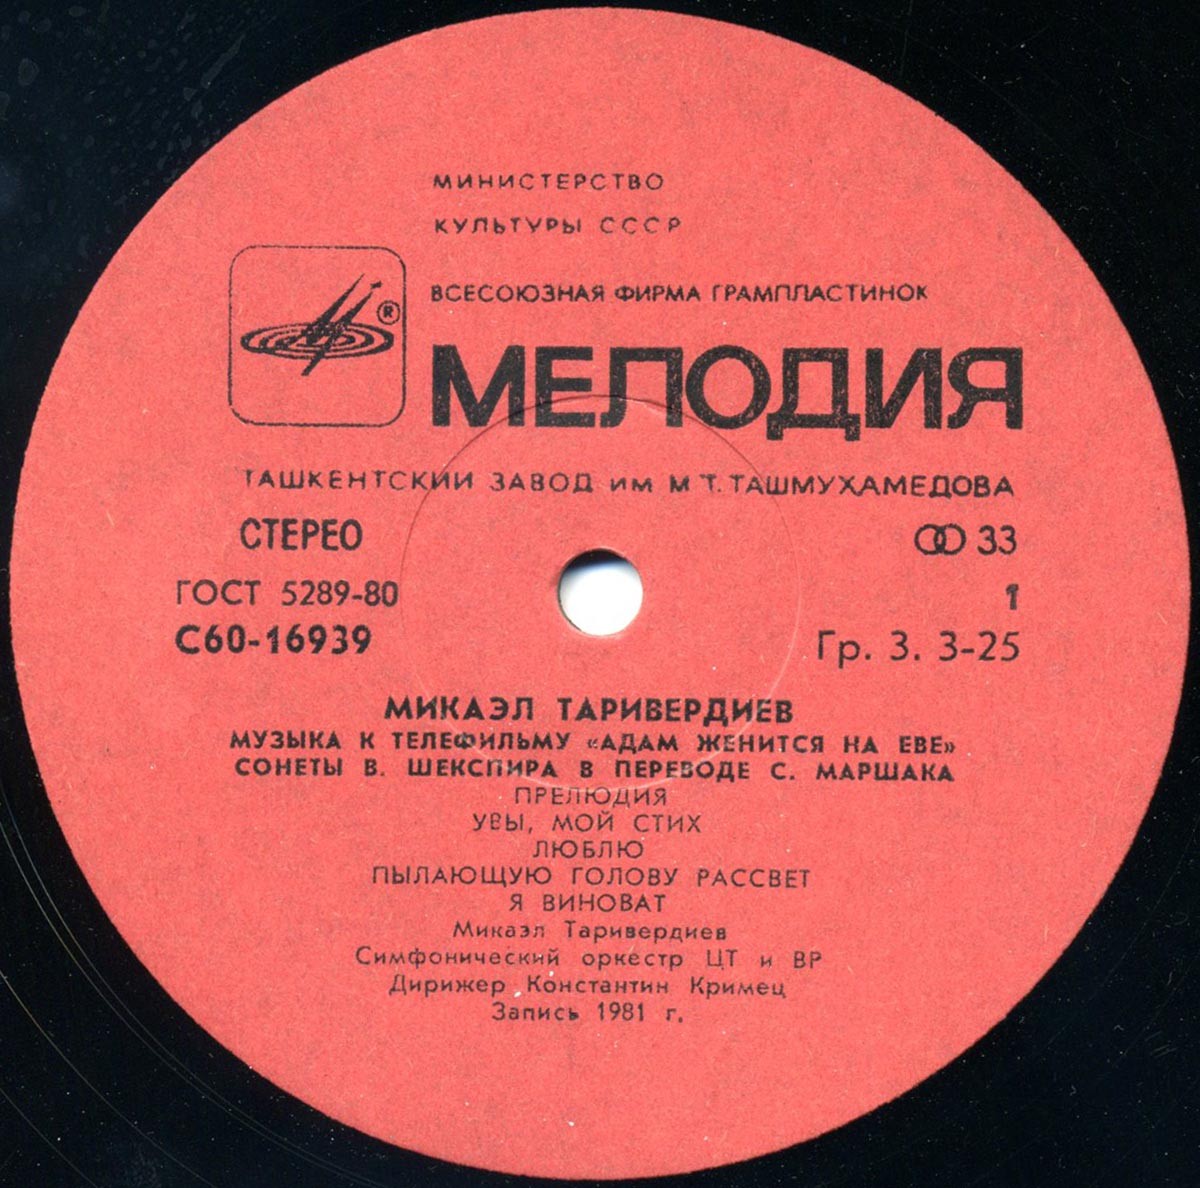 МИНИСТЕРСТВО
КУЛЬТУРЫ СССР
ВСЕСОЮЗНАЯ ФИРМА ГРАМПЛАСТИНОК
®
МЕЛОДИЯ
ТАШКЕНТСКИЙ ЗАВОД ИМ М Т. ТАШМУХАМЕДОВА
СТЕРЕО
33
ГОСТ 5289-80
1
С60-16939
Гр. 3. 3-25
МИКАЭЛ ТАРИВЕРДИЕВ
МУЗЫКА К ТЕЛЕФИЛЬМУ «АДАМ ЖЕНИТСЯ НА ЕВЕ»
СОНЕТЫ В. ШЕКСПИРА В ПЕРЕВОДЕ С. МАРШАКА
ПРЕЛЮДИЯ
УВЫ, МОЙ СТИХ
ЛЮБЛЮ
ПЫЛАЮЩУЮ ГОЛОВУ РАССВЕТ
Я ВИНОВАТ
Микаэл Таривердиев
Симфонический оркестр ЦТ и ВР
Дирижер Константин Кримец
Запись 1981 г.